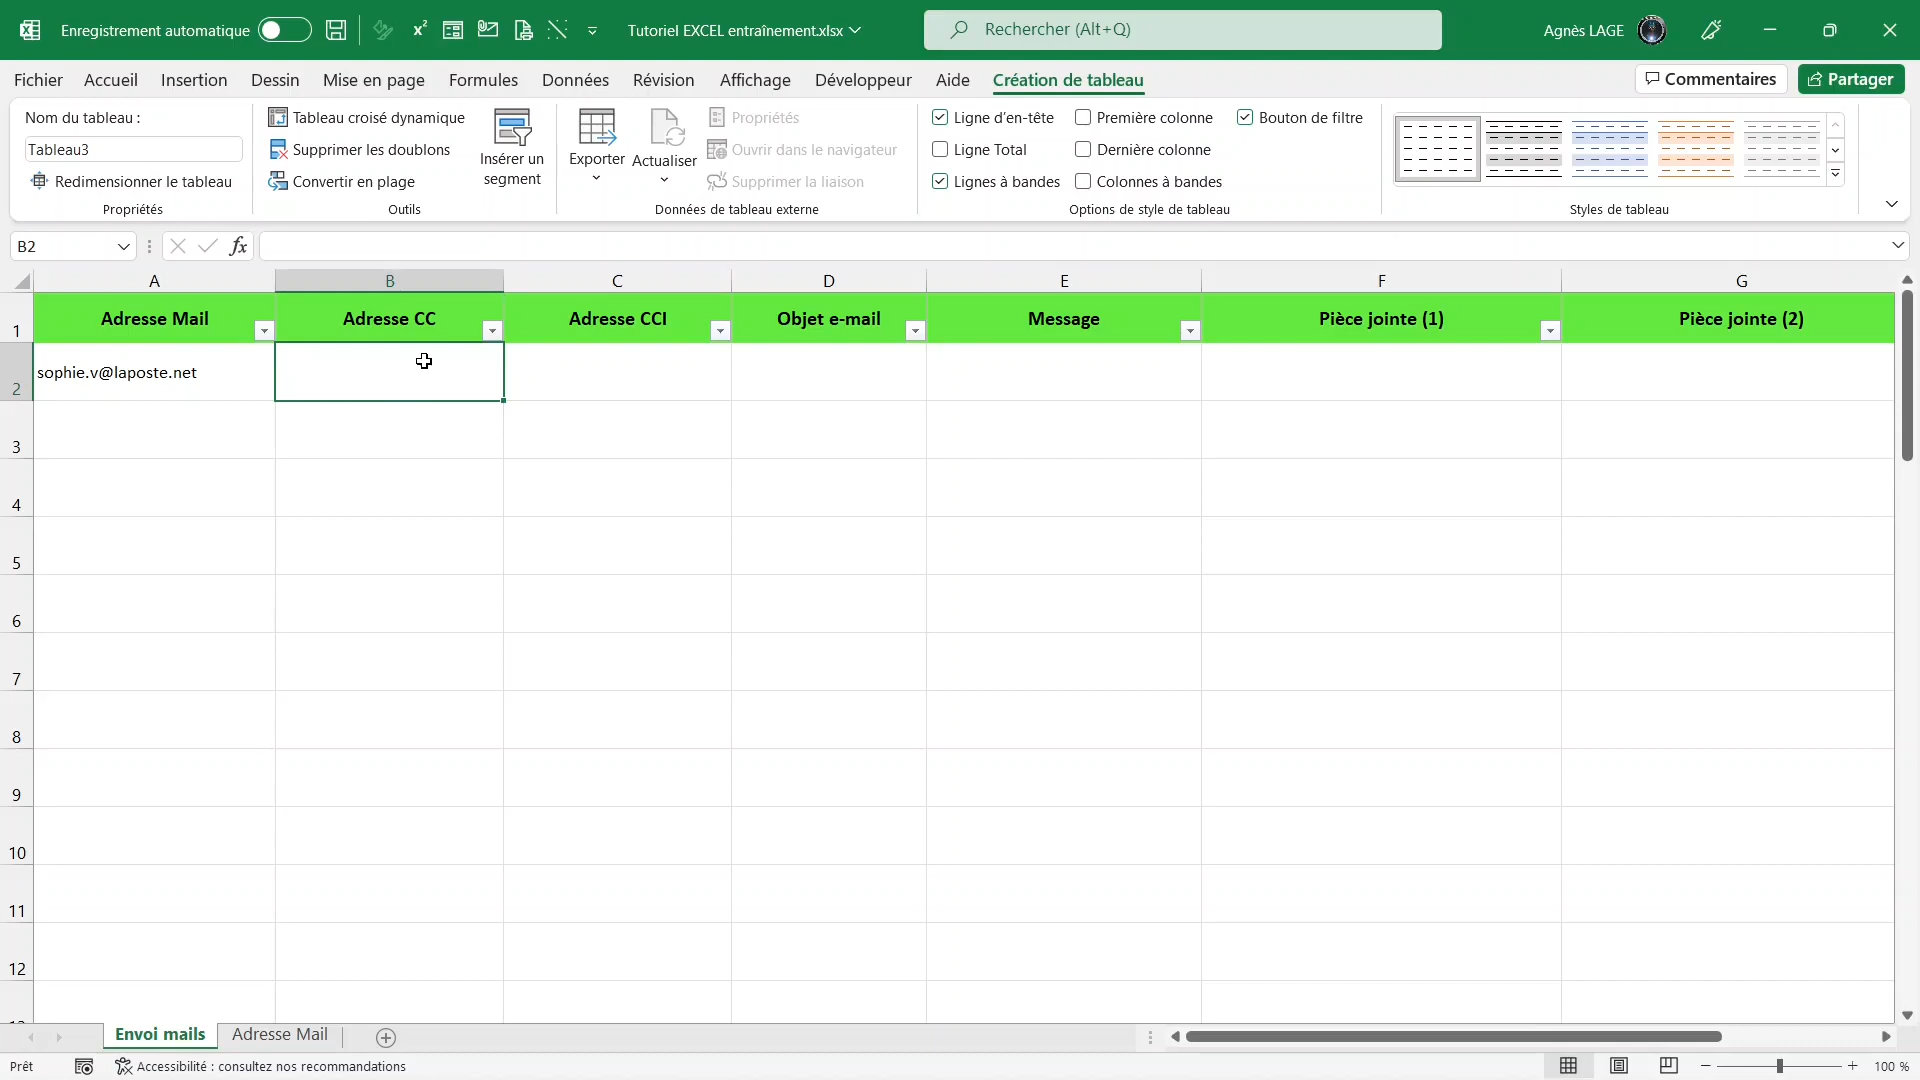 Enregistrement automatique
Tutoriel EXCEL entraînement.xlsx
Rechercher (Alt+Q)
Agnès LAGE
Fichier Accueil Insertion Dessin Mise en page Formules Données Révision Affichage Développeur Aide Création de tableau Commentaires Partager
Nom du tableau :
Tableau3
Redimensionner le tableau
Propriétés
Tableau croisé dynamique
Supprimer les doublons
Convertir en plage
Insérer un
segment
Outils
Exporter
Actualiser
Propriétés
Ouvrir dans le navigateur
Supprimer la liaison
Données de tableau externe
Ligne d'en-tête
Ligne Total
Lignes à bandes
Première colonne
Dernière colonne
Colonnes à bandes
Bouton de filtre
Options de style de tableau
Styles de tableau
B2
fx
A B C D E F G
1 Adresse Mail Adresse CC Adresse CCI Objet e-mail Message Pièce jointe (1) Pièce jointe (2)
2 sophie.v@laposte.net
3
4
5
6
7
8
9
10
11
12
Envoi mails Adresse Mail
Prêt Accessibilité : consultez nos recommandations 100 %